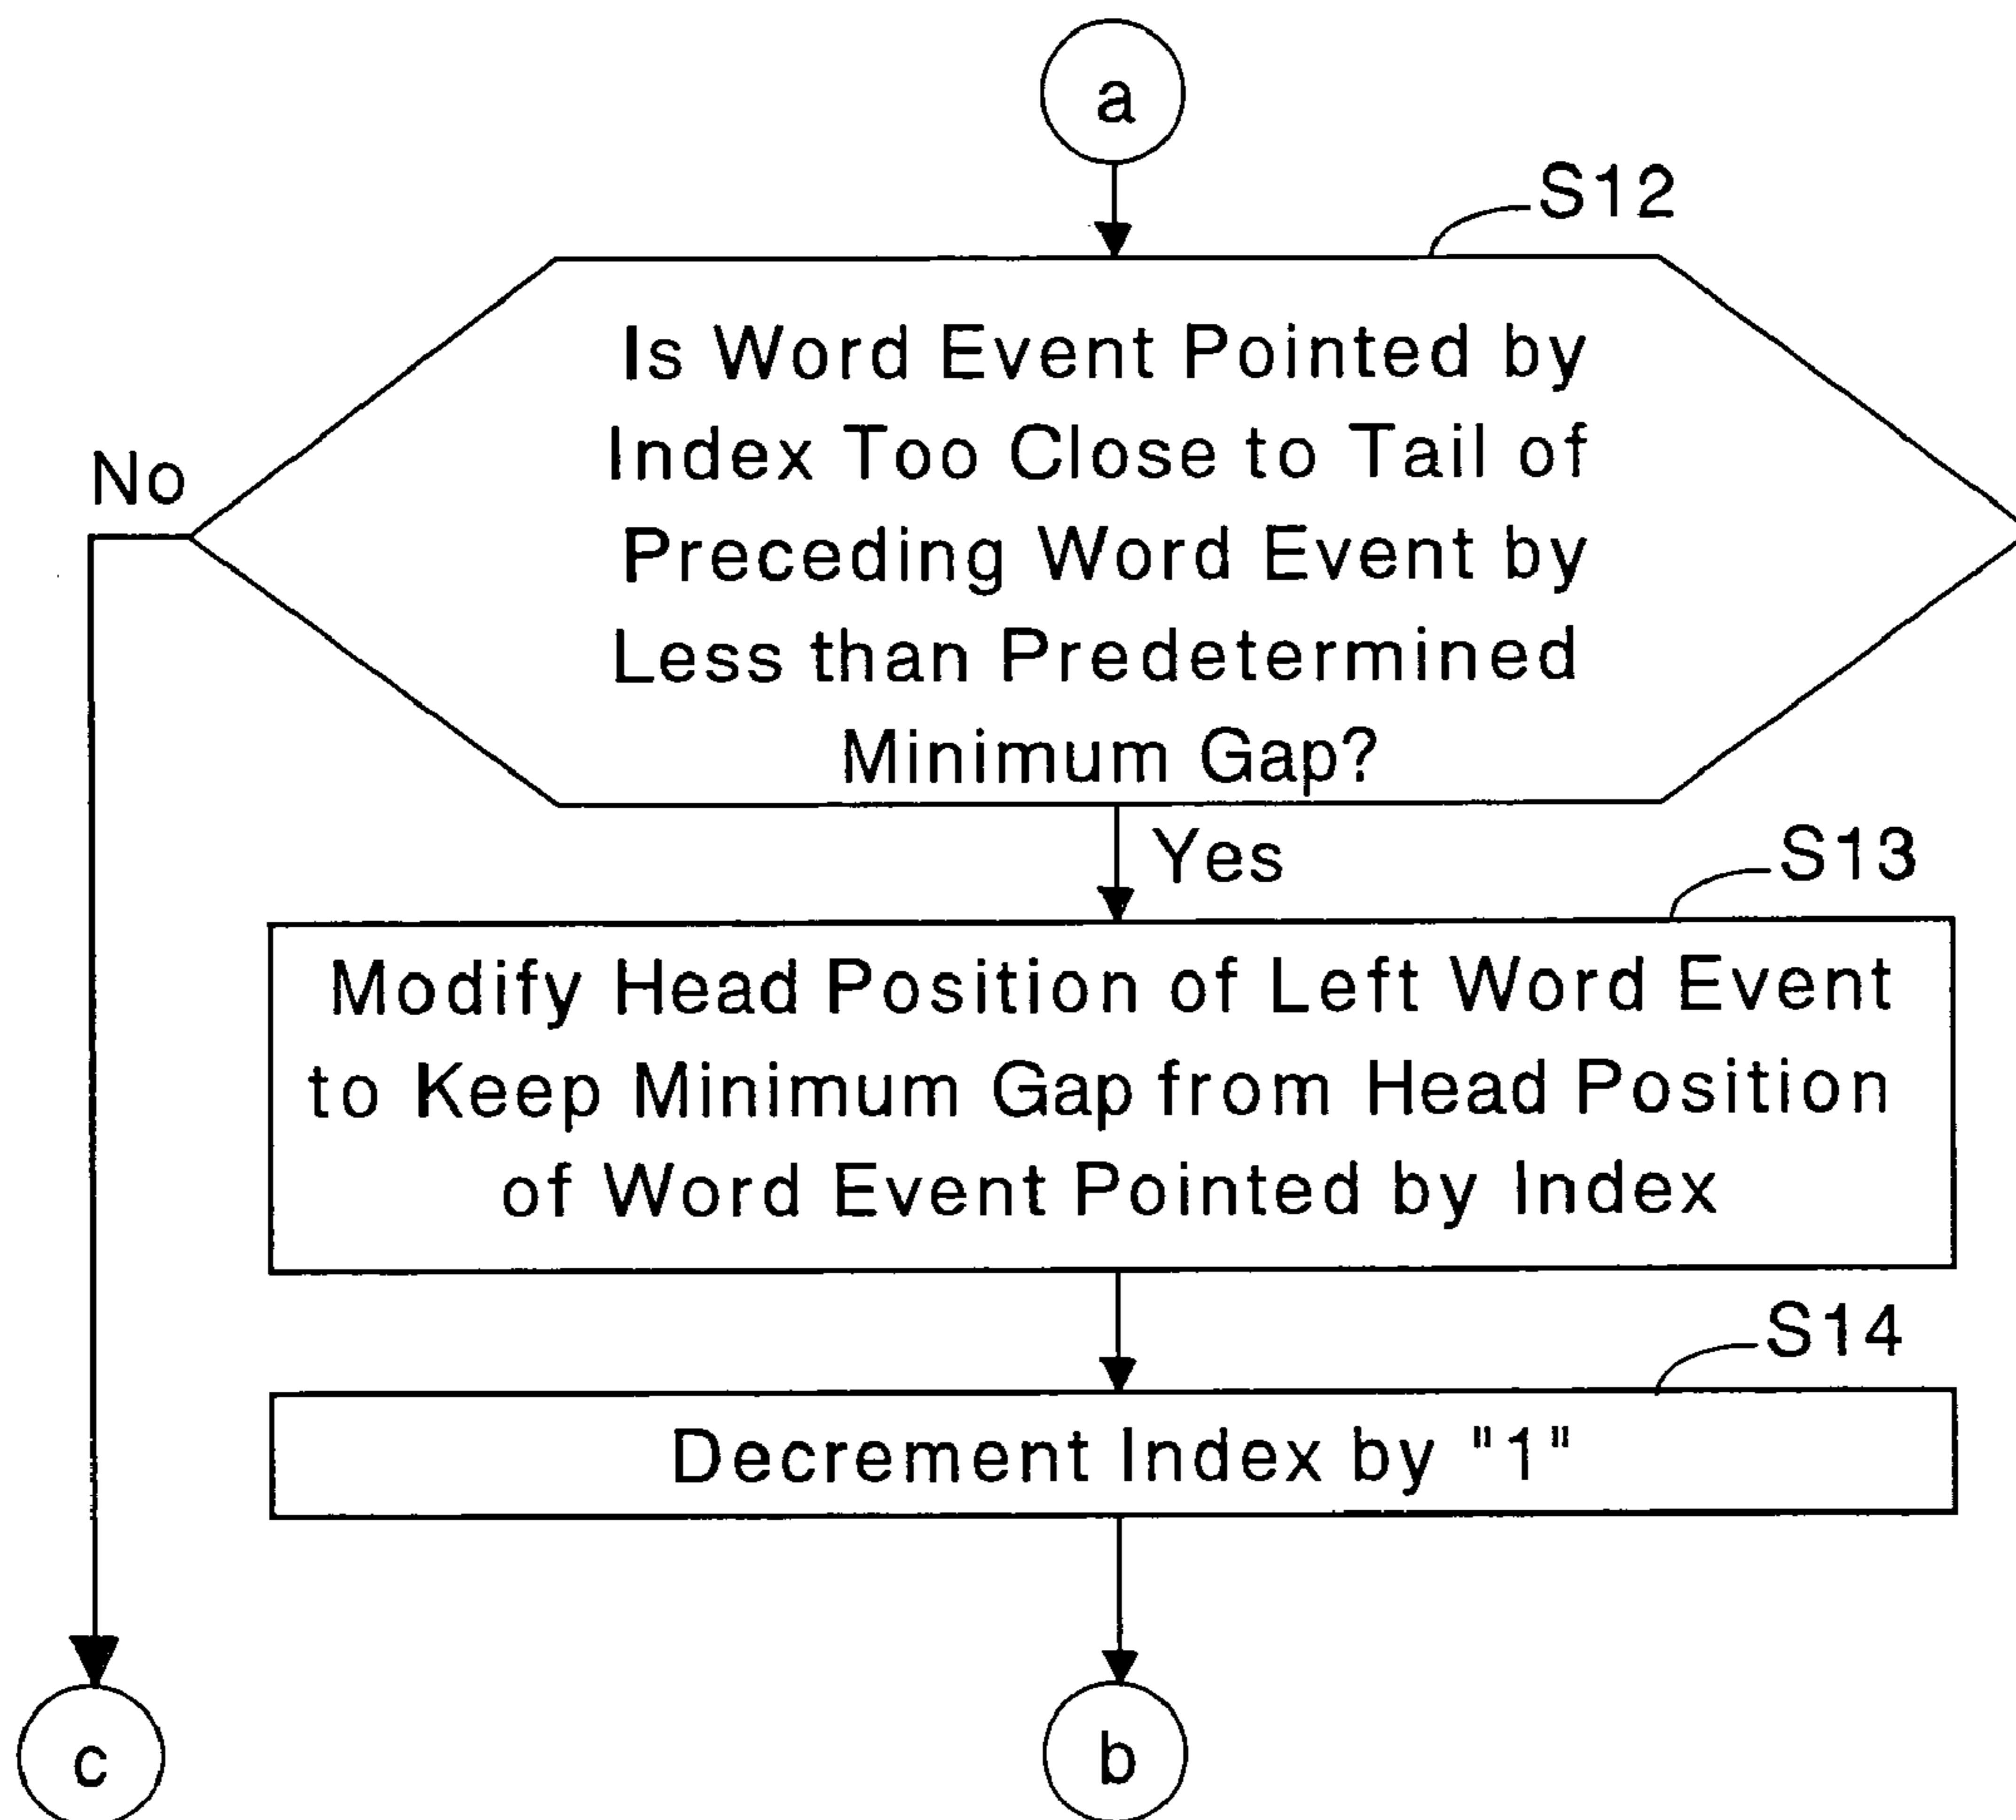 a
S12
Is Word Event Pointed by
Index Too Close to Tail of
No
Preceding Word Event by
Less than Predetermined
Minimum Gap?
Yes
S13
Modify Head Position of Left Word Event
to Keep Minimum Gap from Head Position
of Word Event Pointed by Index
S14
Decrement Index by "1"
c
b